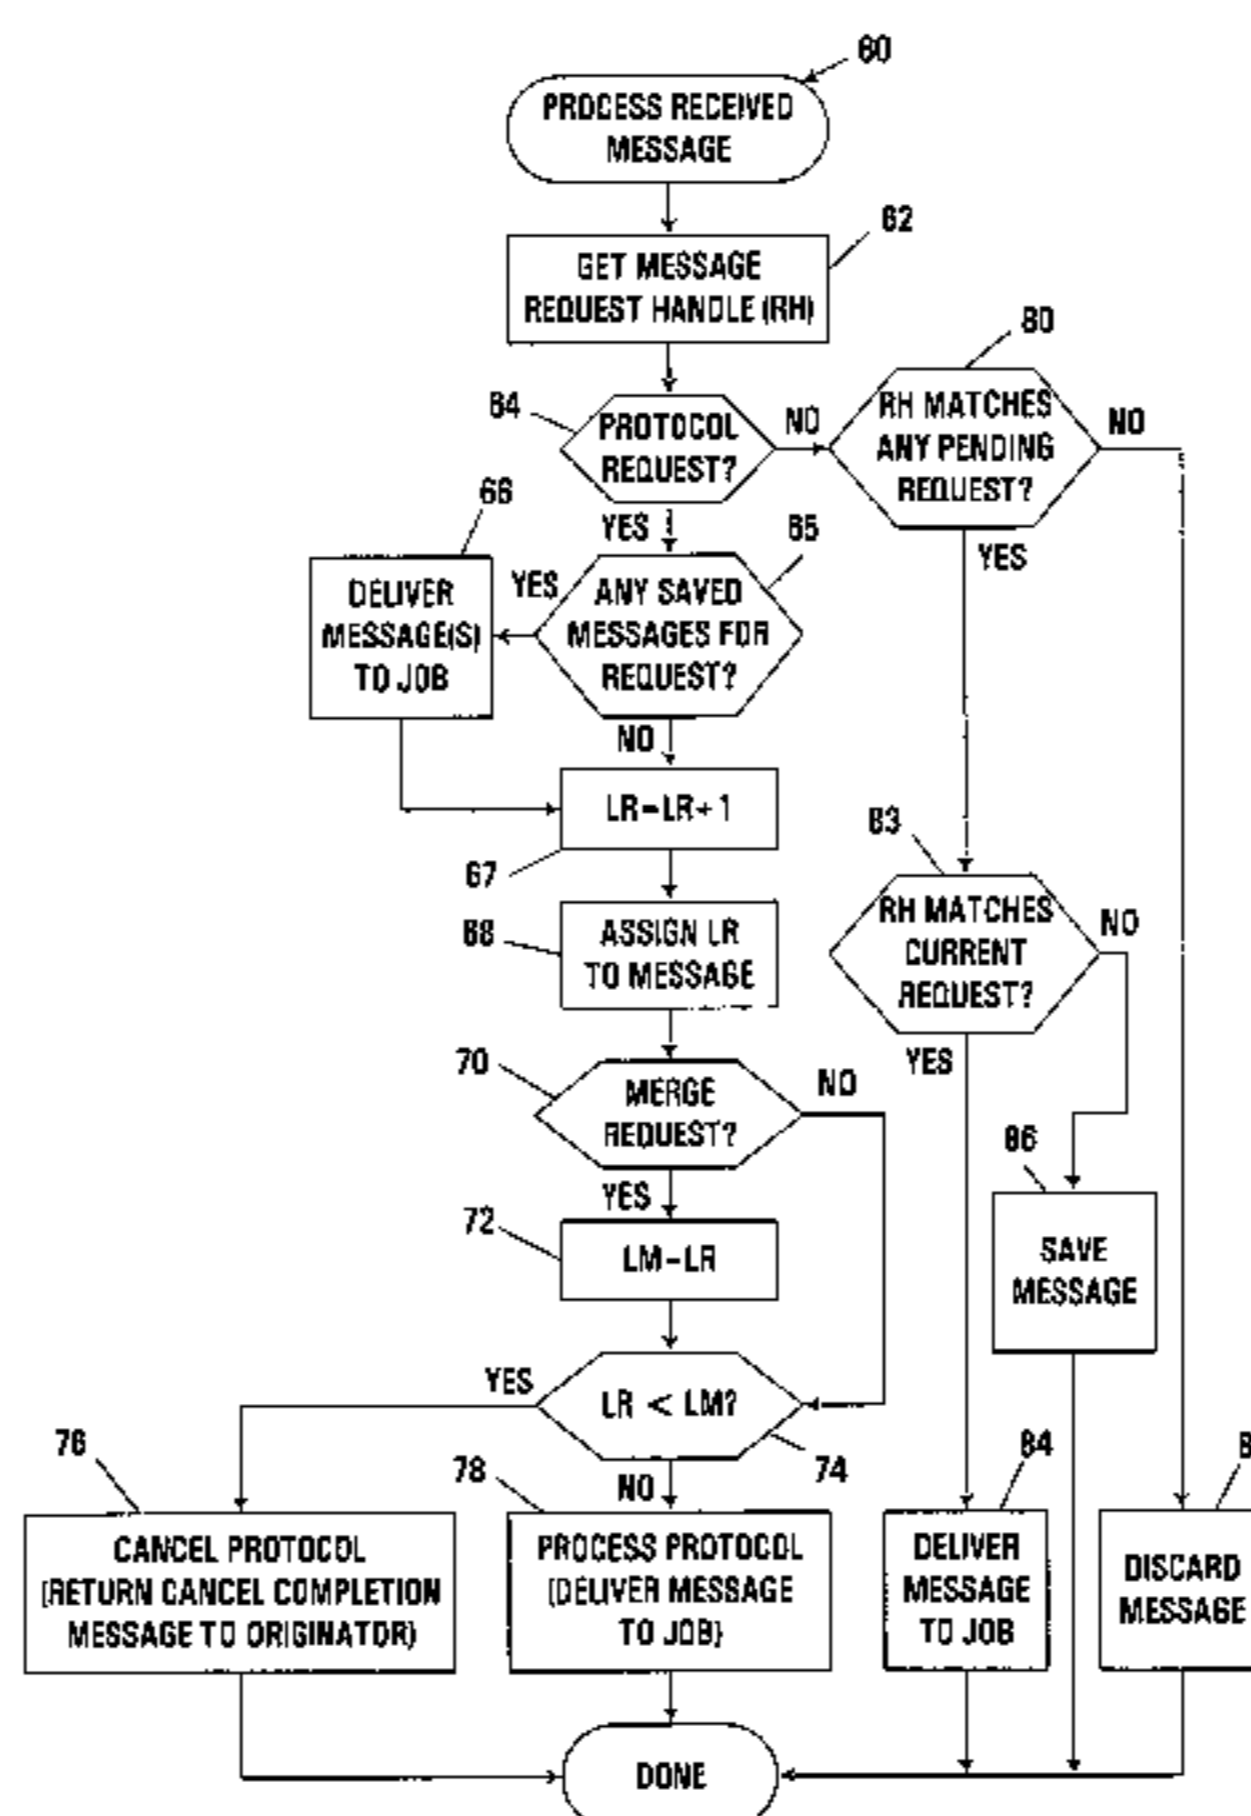 60
PROCESS RECEIVED
MESSAGE
62
GET MESSAGE
REQUEST HANDLE (RH)
80
64
PROTOCOL
REQUEST?
NO
RH MATCHES
ANY PENDING
REQUEST?
NO
66
YES
65
YES
DELIVER
MESSAGE(S)
TO JOB
YES
ANY SAVED
MESSAGES FOR
REQUEST?
NO
LR=LR+1
67
83
68
ASSIGN LR
TO MESSAGE
RH MATCHES
CURRENT
REQUEST?
NO
YES
70
MERGE
REQUEST?
NO
YES
72
LM=LR
86
SAVE
MESSAGE
YES
LR < LM?
74
NO
76
CANCEL PROTOCOL
(RETURN CANCEL COMPLETION
MESSAGE TO ORIGINATOR)
78
PROCESS PROTOCOL
(DELIVER MESSAGE
TO JOB)
84
DELIVER
MESSAGE
TO JOB
DISCARD
MESSAGE
DONE